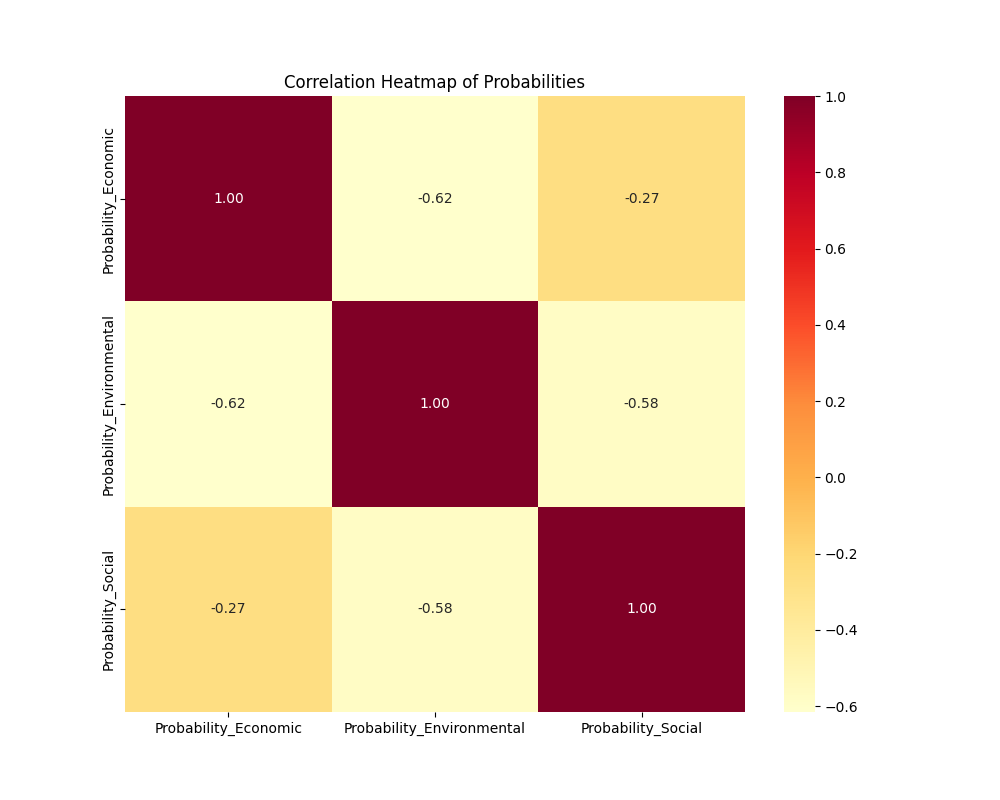 Correlation Heatmap of Probabilities
Probability_Economic
1.00
-0.62
-0.27
Probability_Environmental
-0.62
1.00
-0.58
Probability_Social
-0.27
-0.58
1.00
Probability_Economic
Probability_Environmental
Probability_Social
1.0
0.8
0.6
0.4
0.2
0.0
−0.2
−0.4
−0.6